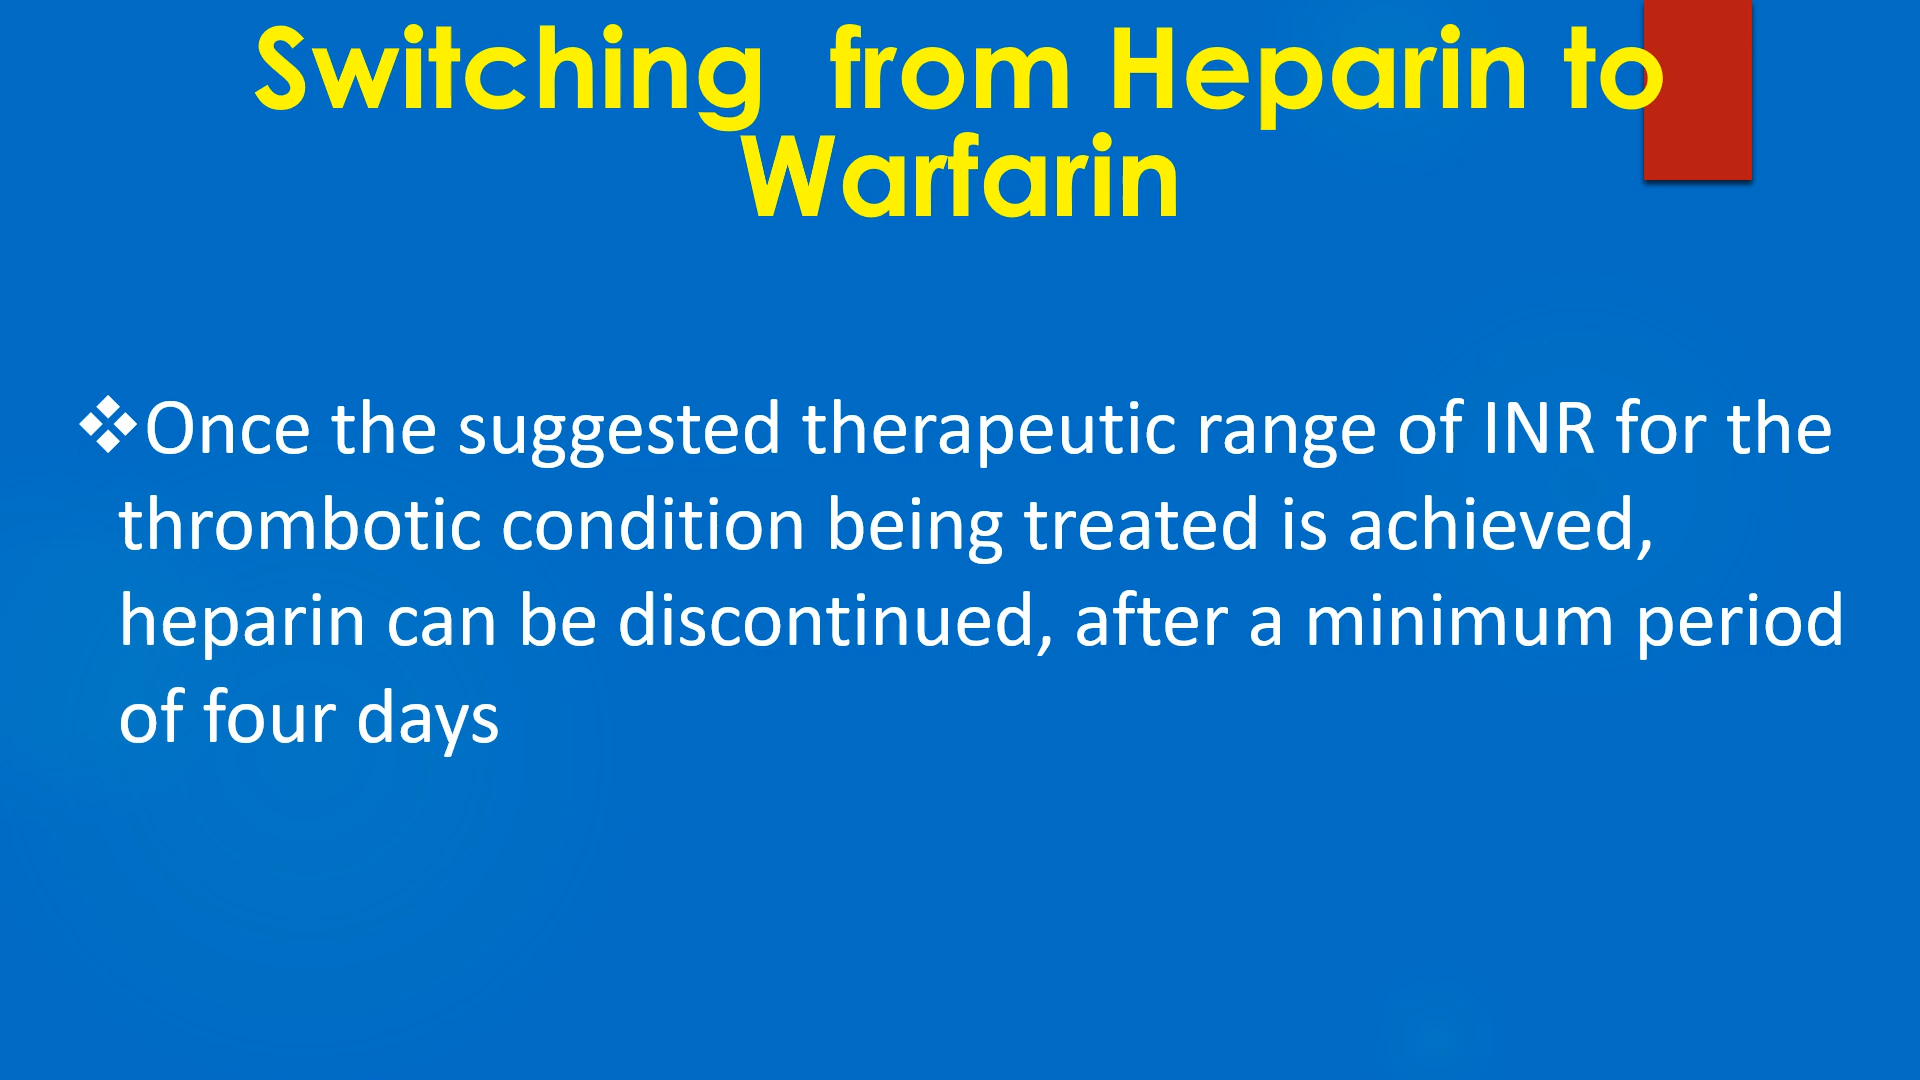 Switching  from Heparin to
Warfarin
❖Once the suggested therapeutic range of INR for the
thrombotic condition being treated is achieved,
heparin can be discontinued, after a minimum period
of four days